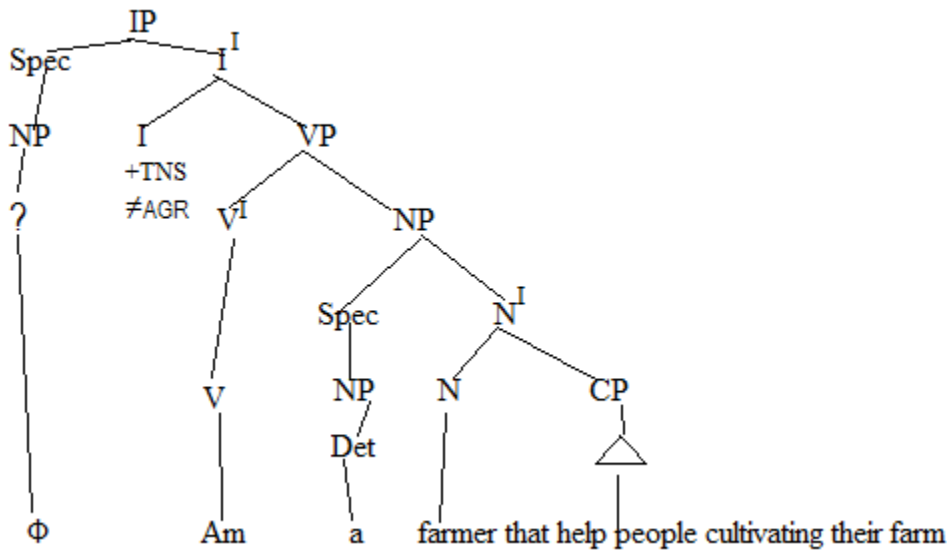 IP
Spec I I
NP I VP
+TNS
≠AGR
? V I NP
Spec N I
V NP N CP
Det
Φ Am a farmer that help people cultivating their farm